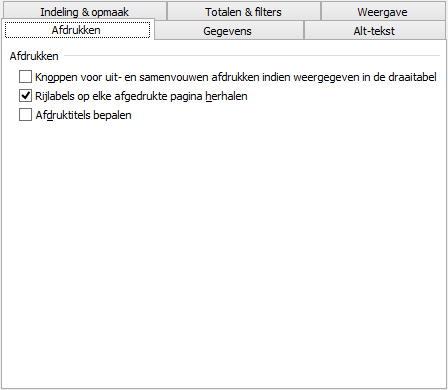 Indeling & opmaak Totalen & filters Weergave
Afdrukken Gegevens Alt-tekst
Afdrukken
Knoppen voor uit- en samenvouwen afdrukken indien weergegeven in de draaitabel
Rijlabels op elke afgedrukte pagina herhalen
Afdruktitels bepalen